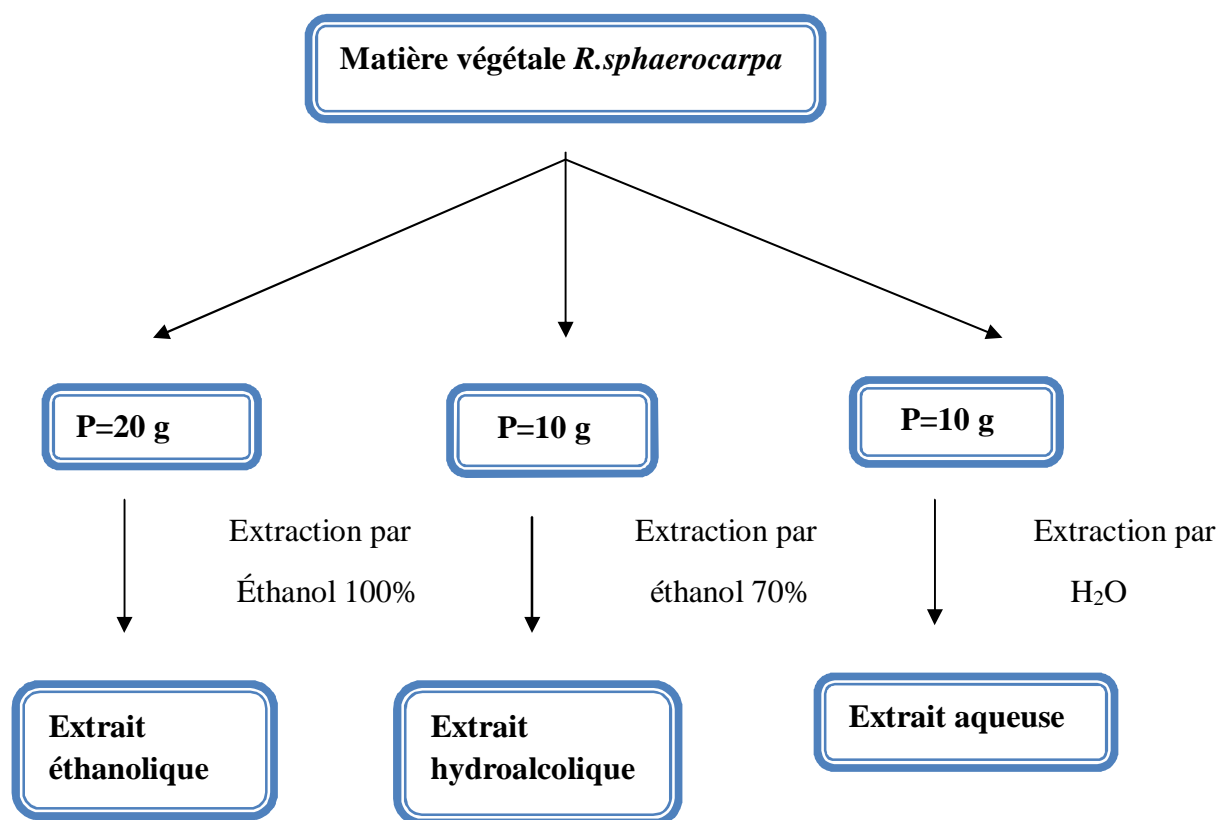 Matière végétale R.sphaerocarpa
P=20 g
P=10 g
P=10 g
Extraction par
Éthanol 100%
Extraction par
éthanol 70%
Extraction par
H₂O
Extrait
éthanolique
Extrait
hydroalcolique
Extrait aqueuse